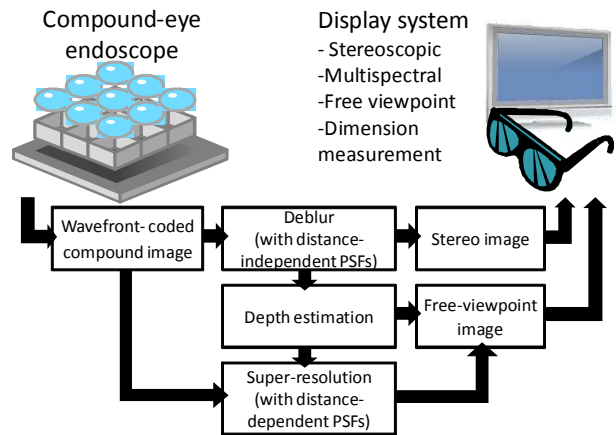 Compound-eye
endoscope
Display system
- Stereoscopic
-Multispectral
-Free viewpoint
-Dimension
measurement
Wavefront- coded
compound image
Deblur
(with distance-
independent PSFs)
Stereo image
Depth estimation
Free-viewpoint
image
Super-resolution
(with distance-
dependent PSFs)